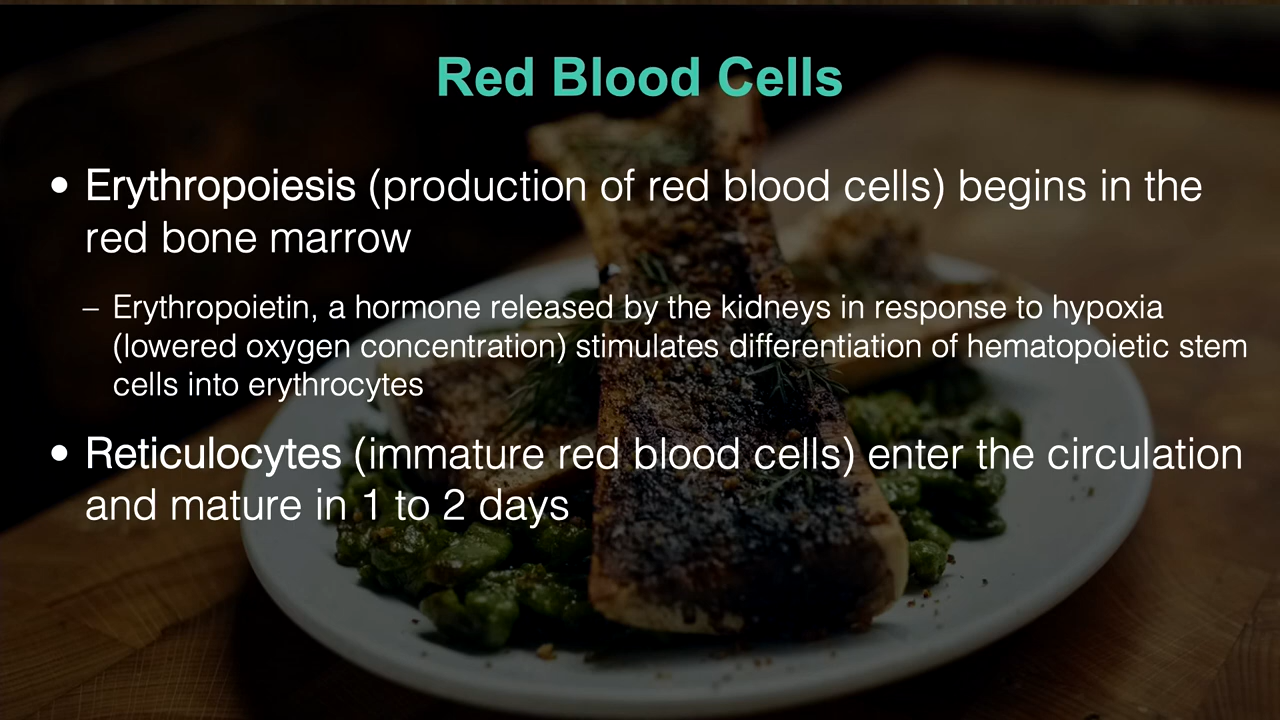 Red Blood Cells
• Erythropoiesis (production of red blood cells) begins in the
red bone marrow
– Erythropoietin, a hormone released by the kidneys in response to hypoxia
(lowered oxygen concentration) stimulates differentiation of hematopoietic stem
cells into erythrocytes
• Reticulocytes (immature red blood cells) enter the circulation
and mature in 1 to 2 days